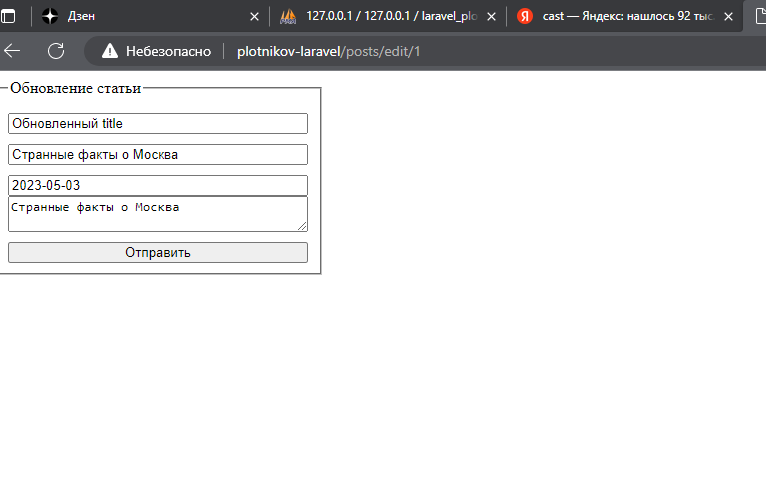 Дзен
127.0.0.1 / 127.0.0.1 / laravel_plo
cast — Яндекс: нашлось 92 тыс.
Небезопасно
plotnikov-laravel/posts/edit/1
Обновление статьи
Обновленный title
Странные факты о Москва
2023-05-03
Странные факты о Москва
Отправить